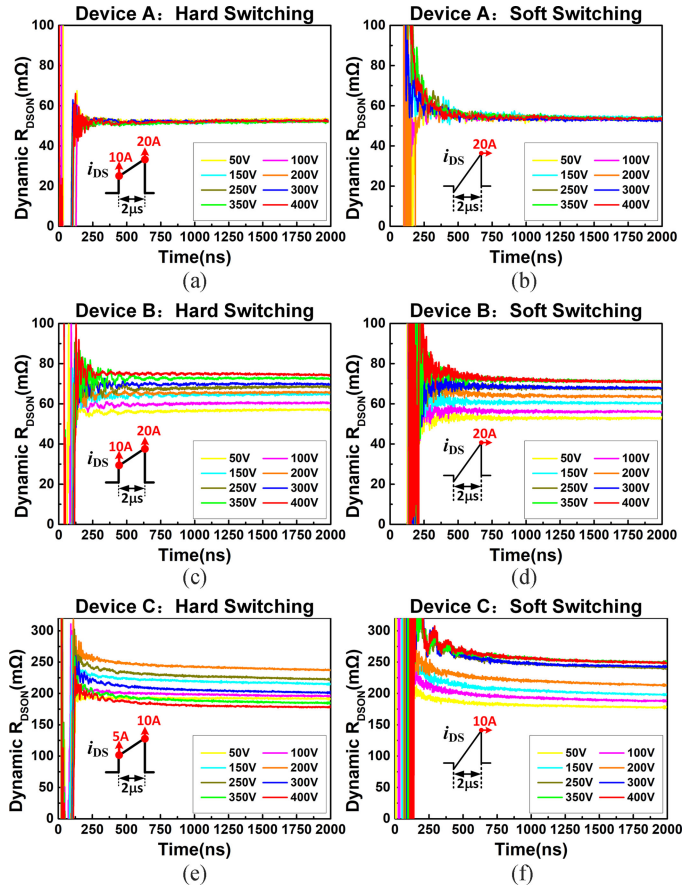 Device A： Hard Switching
Dynamic R_DSON(mΩ)
100
80
60
40
20
0
0 250 500 750 1000 1250 1500 1750 2000
Time(ns)
10A
20A
iDS
2μs
50V 100V
150V 200V
250V 300V
350V 400V
(a)
Device A： Soft Switching
Dynamic R_DSON(mΩ)
100
80
60
40
20
0
0 250 500 750 1000 1250 1500 1750 2000
Time(ns)
20A
iDS
2μs
50V 100V
150V 200V
250V 300V
350V 400V
(b)
Device B： Hard Switching
Dynamic R_DSON(mΩ)
100
80
60
40
20
0
0 250 500 750 1000 1250 1500 1750 2000
Time(ns)
10A
20A
iDS
2μs
50V 100V
150V 200V
250V 300V
350V 400V
(c)
Device B： Soft Switching
Dynamic R_DSON(mΩ)
100
80
60
40
20
0
0 250 500 750 1000 1250 1500 1750 2000
Time(ns)
20A
iDS
2μs
50V 100V
150V 200V
250V 300V
350V 400V
(d)
Device C： Hard Switching
Dynamic R_DSON(mΩ)
300
250
200
150
100
50
0
0 250 500 750 1000 1250 1500 1750 2000
Time(ns)
5A
10A
iDS
2μs
50V 100V
150V 200V
250V 300V
350V 400V
(e)
Device C： Soft Switching
Dynamic R_DSON(mΩ)
300
250
200
150
100
50
0
0 250 500 750 1000 1250 1500 1750 2000
Time(ns)
10A
iDS
2μs
50V 100V
150V 200V
250V 300V
350V 400V
(f)